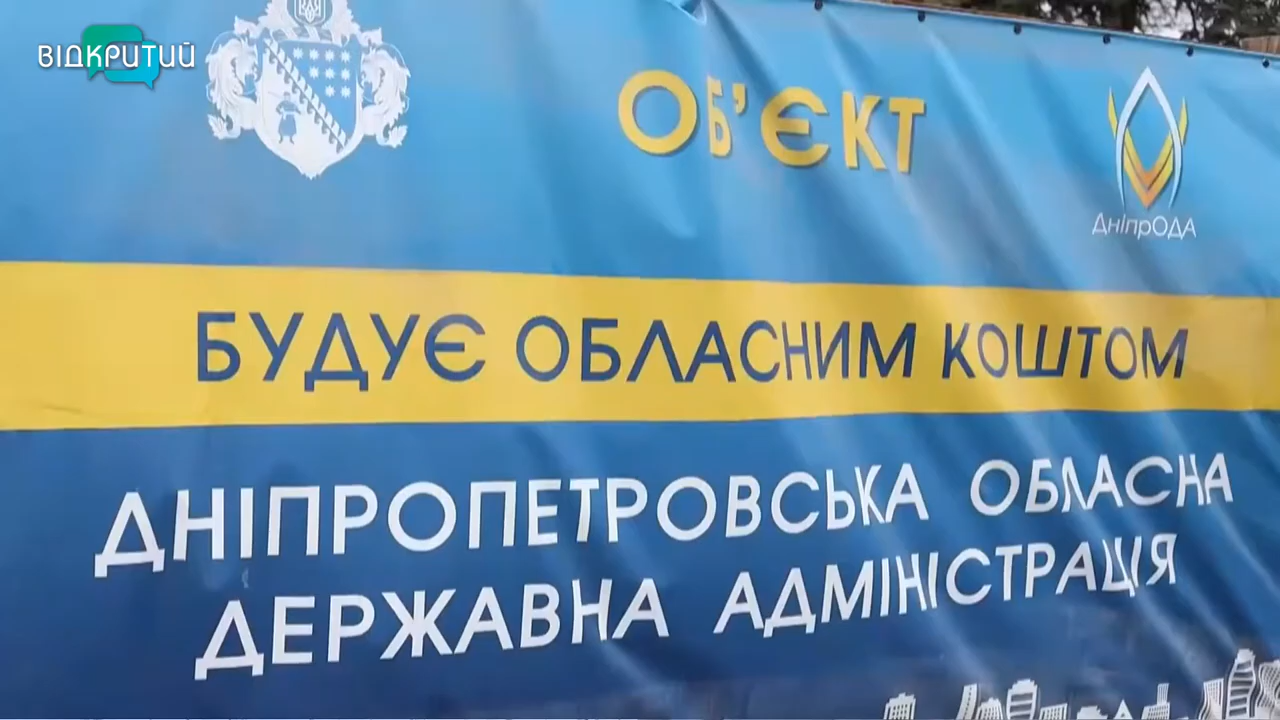 ВІДКРИТИЙ
ОБ'ЄКТ
ДніпрОДА
БУДУЄ ОБЛАСНИМ КОШТОМ
ДНІПРОПЕТРОВСЬКА ОБЛАСНА
ДЕРЖАВНА АДМІНІСТРАЦІЯ